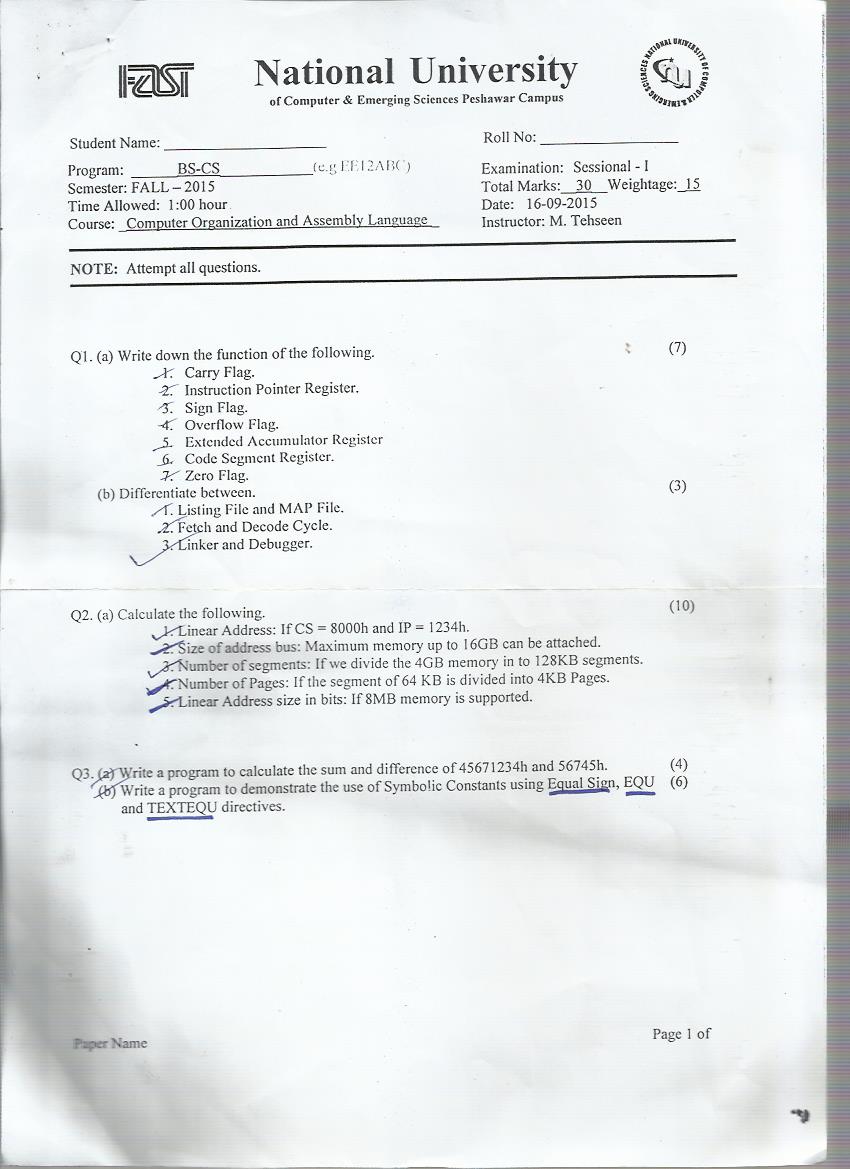 FAST
National University
of Computer & Emerging Sciences Peshawar Campus
NATIONAL UNIVERSITY OF COMPUTER & EMERGING SCIENCES
Student Name:
Roll No:
Program: BS-CS (e.g EE12ABC)
Examination: Sessional - I
Semester: FALL – 2015
Total Marks: 30 Weightage: 15
Time Allowed: 1:00 hour
Date: 16-09-2015
Course: Computer Organization and Assembly Language
Instructor: M. Tehseen
NOTE: Attempt all questions.
Q1. (a) Write down the function of the following. (7)
1. Carry Flag.
2. Instruction Pointer Register.
3. Sign Flag.
4. Overflow Flag.
5. Extended Accumulator Register
6. Code Segment Register.
7. Zero Flag.
(b) Differentiate between. (3)
1. Listing File and MAP File.
2. Fetch and Decode Cycle.
3. Linker and Debugger.
Q2. (a) Calculate the following. (10)
1. Linear Address: If CS = 8000h and IP = 1234h.
2. Size of address bus: Maximum memory up to 16GB can be attached.
3. Number of segments: If we divide the 4GB memory in to 128KB segments.
4. Number of Pages: If the segment of 64 KB is divided into 4KB Pages.
5. Linear Address size in bits: If 8MB memory is supported.
Q3. (a) Write a program to calculate the sum and difference of 45671234h and 56745h. (4)
(b) Write a program to demonstrate the use of Symbolic Constants using Equal Sign, EQU (6)
and TEXTEQU directives.
Paper Name
Page 1 of